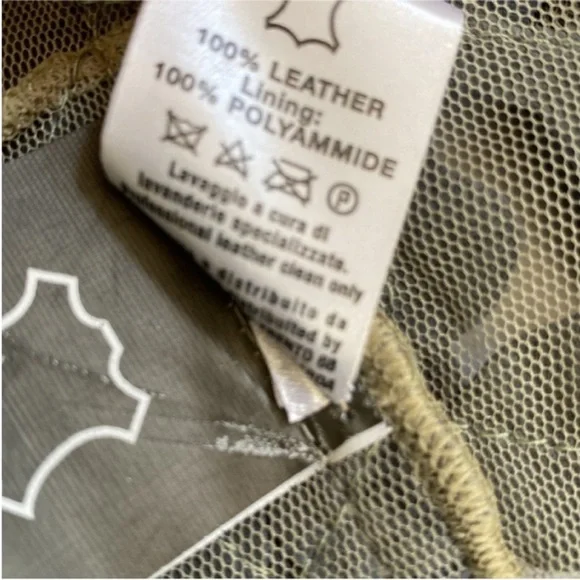 100% LEATHER
Lining:
100% POLYAMMIDE
P
Lavaggio a cura di
lavanderie specializzate.
Professional leather clean only
distribuito da